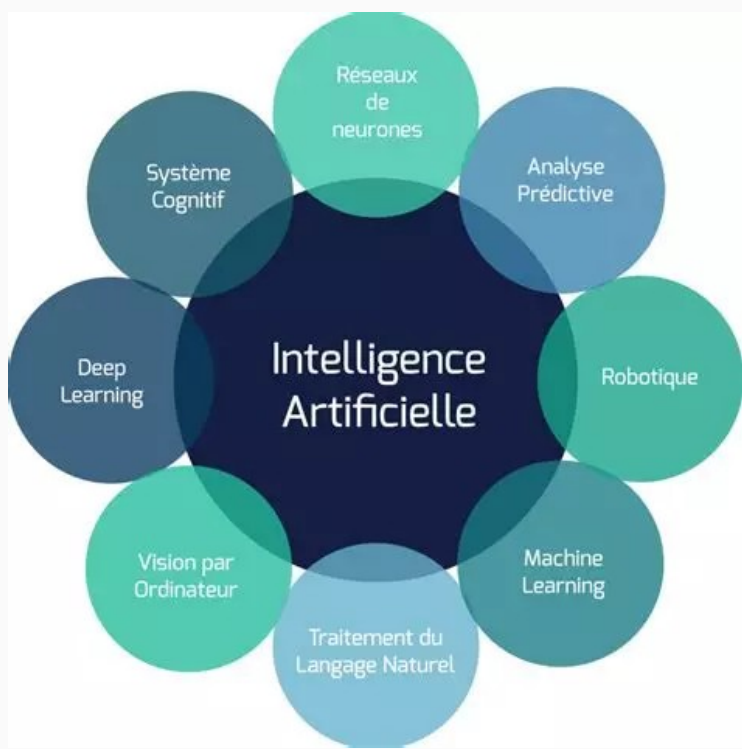 Réseaux
de
neurones
Analyse
Prédictive
Robotique
Machine
Learning
Traitement du
Langage Naturel
Vision par
Ordinateur
Deep
Learning
Système
Cognitif
Intelligence
Artificielle